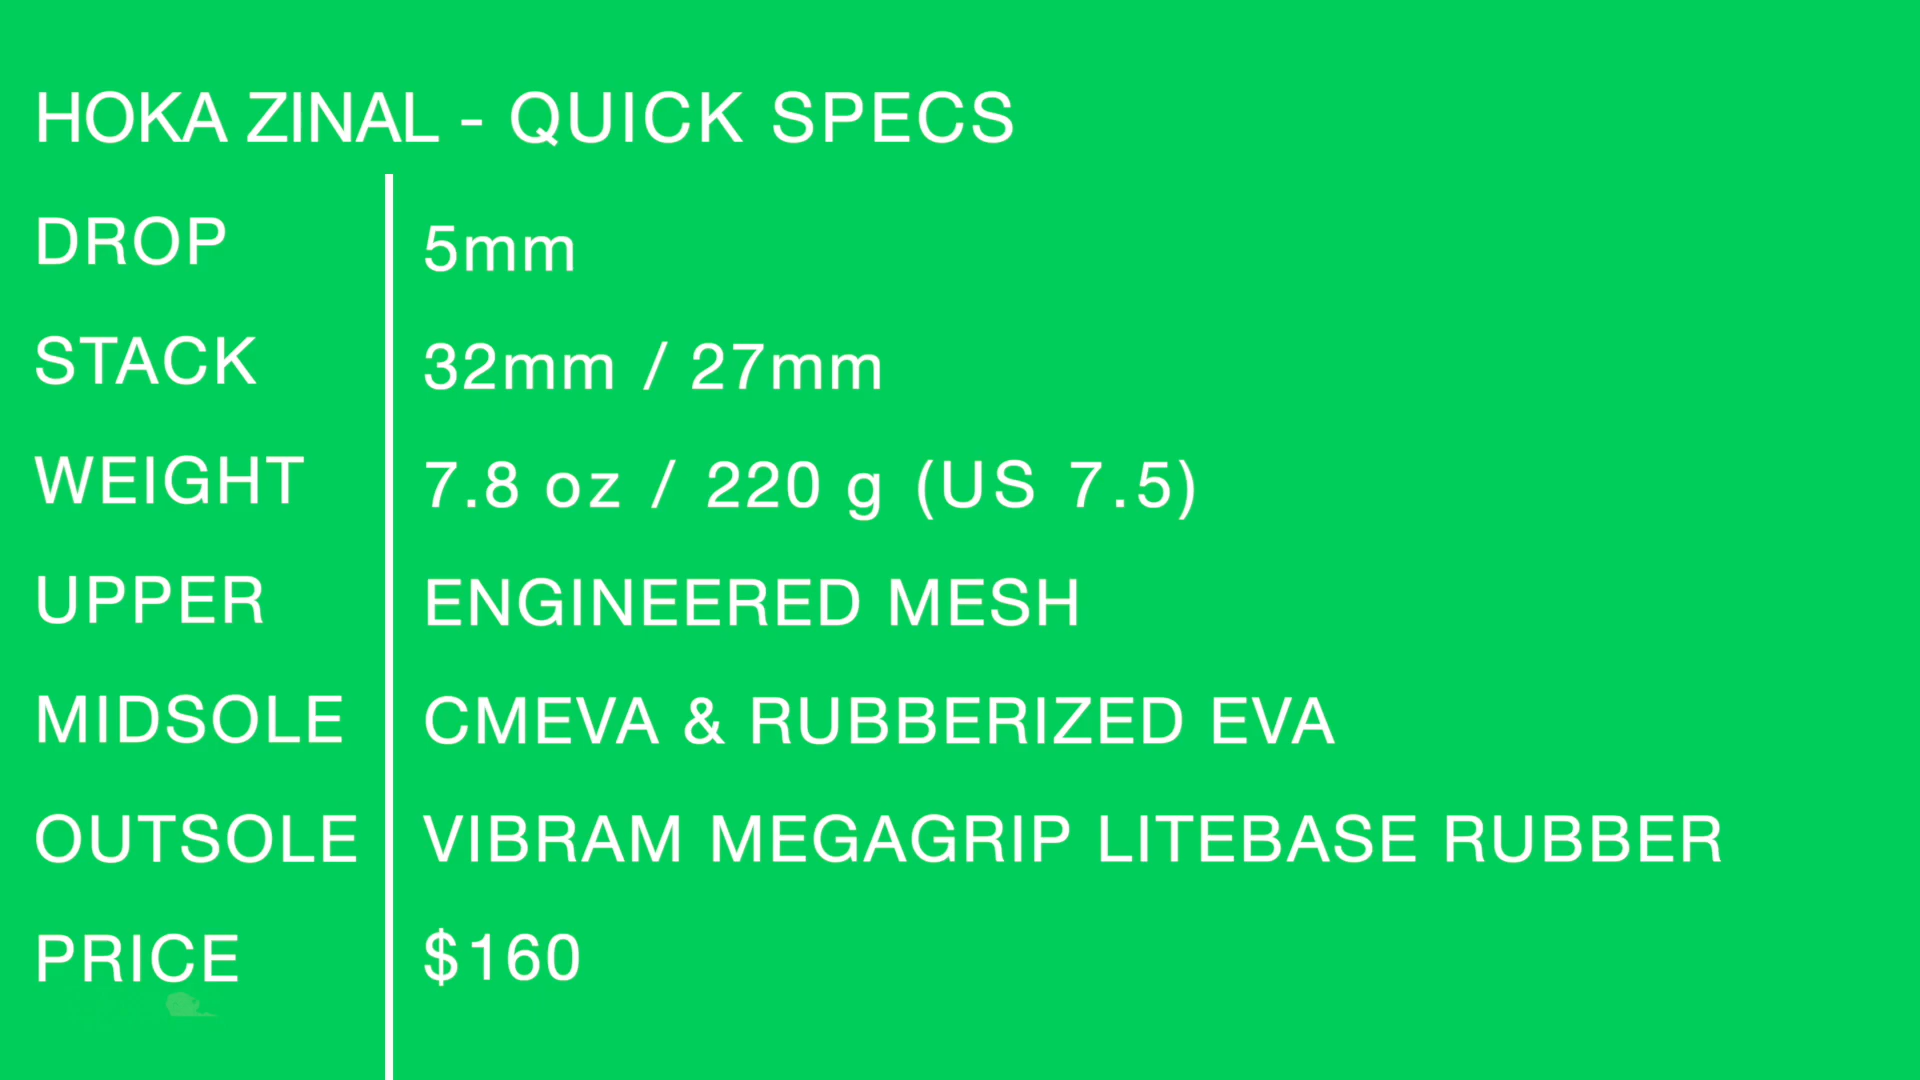 HOKA ZINAL - QUICK SPECS
DROP 5mm
STACK 32mm / 27mm
WEIGHT 7.8 oz / 220 g (US 7.5)
UPPER ENGINEERED MESH
MIDSOLE CMEVA & RUBBERIZED EVA
OUTSOLE VIBRAM MEGAGRIP LITEBASE RUBBER
PRICE $160